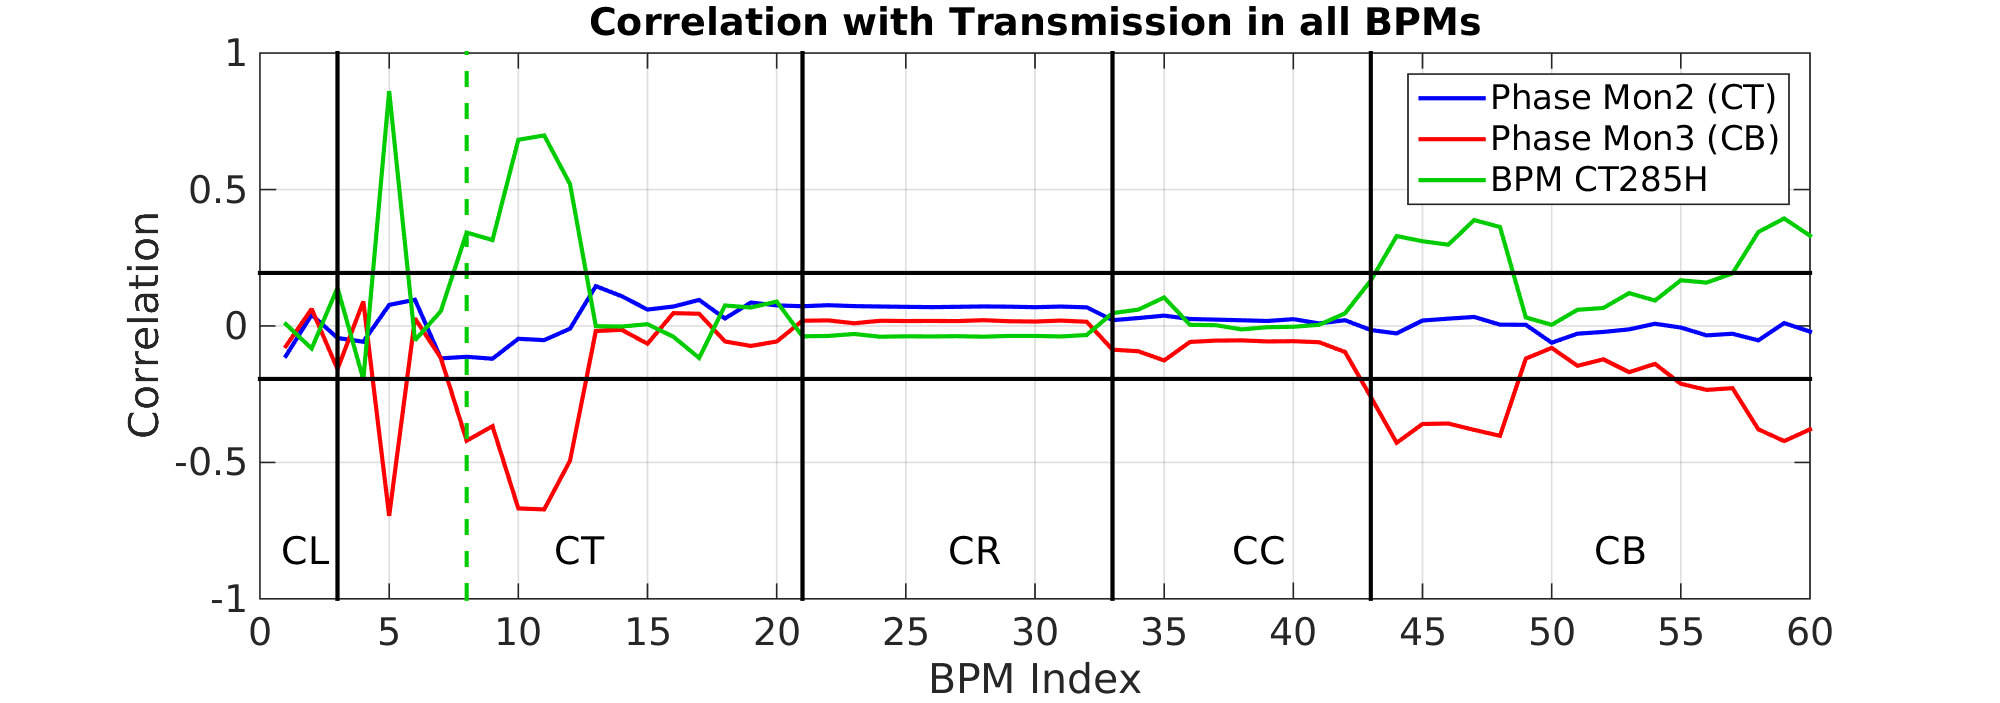 Correlation with Transmission in all BPMs
1
0.5
0
-0.5
-1
Correlation
Phase Mon2 (CT)
Phase Mon3 (CB)
BPM CT285H
CL
CT
CR
CC
CB
0 5 10 15 20 25 30 35 40 45 50 55 60
BPM Index